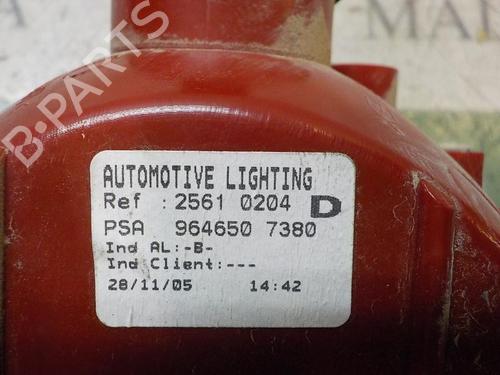 B-PARTS
AUTOMOTIVE LIGHTING
Ref : 2561 0204 D
PSA 964650 7380
Ind AL:-B-
Ind Client:---
28/11/05 14:42